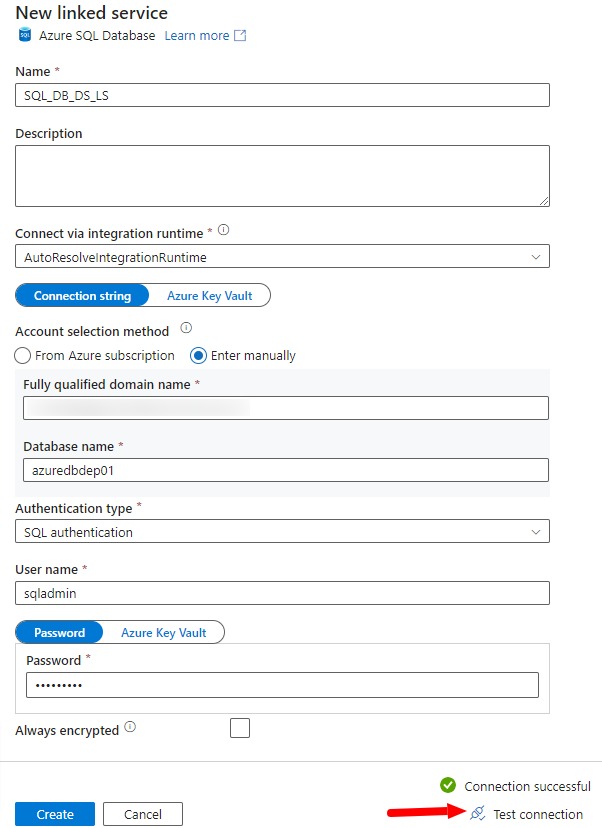 New linked service
SQL Azure SQL Database Learn more
Name *
SQL_DB_DS_LS
Description
Connect via integration runtime *
AutoResolveIntegrationRuntime
Connection string Azure Key Vault
Account selection method
From Azure subscription Enter manually
Fully qualified domain name *
Database name *
azuredbdep01
Authentication type *
SQL authentication
User name *
sqladmin
Password Azure Key Vault
Password *
•••••••••
Always encrypted
Connection successful
Create Cancel Test connection